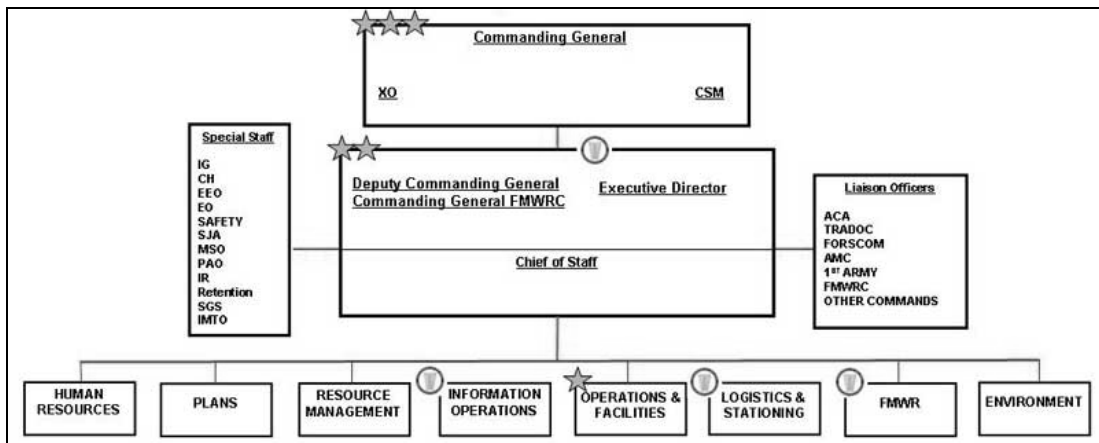 Commanding General
XO
CSM
Special Staff
IG
CH
EEO
EO
SAFETY
SJA
MSO
PAO
IR
Retention
SGS
IMTO
Deputy Commanding General
Commanding General FMWRC
Executive Director
Chief of Staff
Liaison Officers
ACA
TRADOC
FORSCOM
AMC
1ST ARMY
FMWRC
OTHER COMMANDS
HUMAN
RESOURCES
PLANS
RESOURCE
MANAGEMENT
INFORMATION
OPERATIONS
OPERATIONS &
FACILITIES
LOGISTICS &
STATIONING
FMWR
ENVIRONMENT